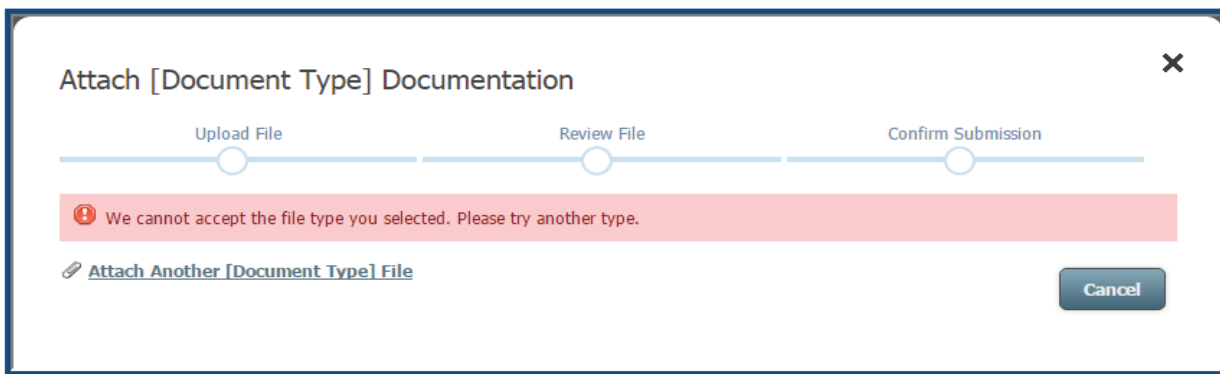 Attach [Document Type] Documentation
Upload File
Review File
Confirm Submission
We cannot accept the file type you selected. Please try another type.
Attach Another [Document Type] File
Cancel